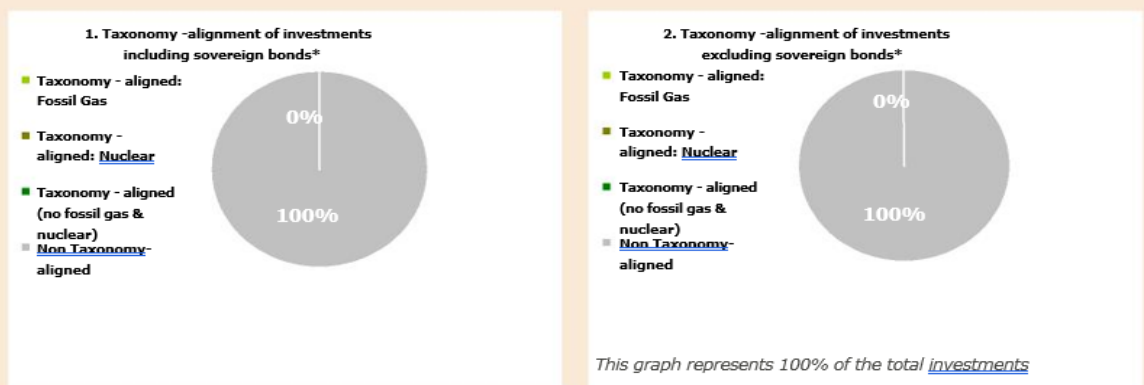 1. Taxonomy -alignment of investments
including sovereign bonds*
Taxonomy - aligned:
Fossil Gas
Taxonomy -
aligned: Nuclear
Taxonomy - aligned
(no fossil gas &
nuclear)
Non Taxonomy-
aligned
0%
100%
2. Taxonomy -alignment of investments
excluding sovereign bonds*
Taxonomy - aligned:
Fossil Gas
Taxonomy -
aligned: Nuclear
Taxonomy - aligned
(no fossil gas &
nuclear)
Non Taxonomy-
aligned
0%
100%
This graph represents 100% of the total investments